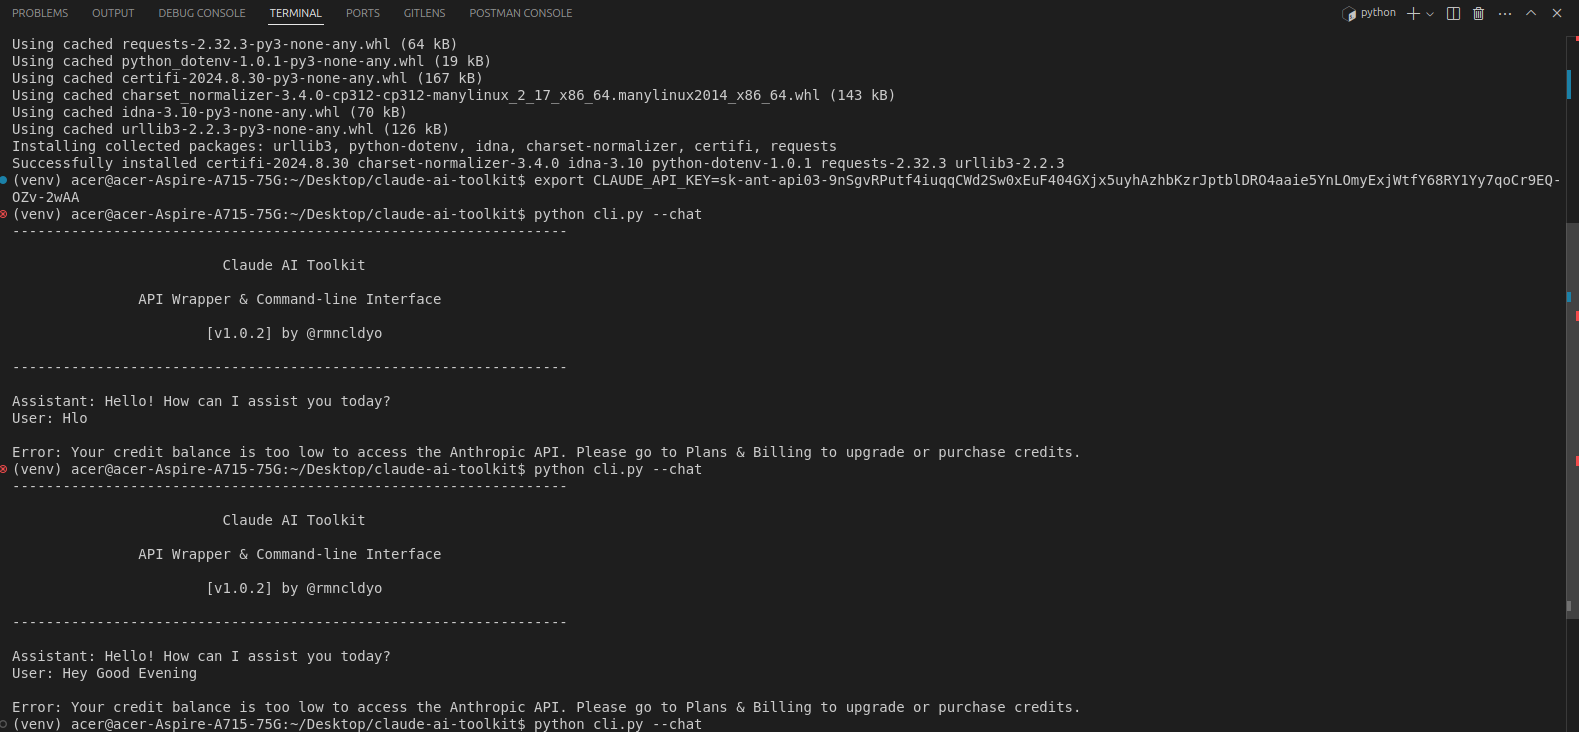 PROBLEMS OUTPUT DEBUG CONSOLE TERMINAL PORTS GITLENS POSTMAN CONSOLE python
Using cached requests-2.32.3-py3-none-any.whl (64 kB)
Using cached python_dotenv-1.0.1-py3-none-any.whl (19 kB)
Using cached certifi-2024.8.30-py3-none-any.whl (167 kB)
Using cached charset_normalizer-3.4.0-cp312-cp312-manylinux_2_17_x86_64.manylinux2014_x86_64.whl (143 kB)
Using cached idna-3.10-py3-none-any.whl (70 kB)
Using cached urllib3-2.2.3-py3-none-any.whl (126 kB)
Installing collected packages: urllib3, python-dotenv, idna, charset-normalizer, certifi, requests
Successfully installed certifi-2024.8.30 charset-normalizer-3.4.0 idna-3.10 python-dotenv-1.0.1 requests-2.32.3 urllib3-2.2.3
(venv) acer@acer-Aspire-A715-75G:~/Desktop/claude-ai-toolkit$ export CLAUDE_API_KEY=sk-ant-api03-9nSgvRPutf4iuqqCWd2Sw0xEuF404GXjx5uyhAzhbKzrJptblDRO4aaie5YnLOmyExjWtfY68RY1Yy7qoCr9EQ-
OZv-2wAA
(venv) acer@acer-Aspire-A715-75G:~/Desktop/claude-ai-toolkit$ python cli.py --chat
------------------------------------------------------------------
Claude AI Toolkit
API Wrapper & Command-line Interface
[v1.0.2] by @rmncldyo
------------------------------------------------------------------
Assistant: Hello! How can I assist you today?
User: Hlo
Error: Your credit balance is too low to access the Anthropic API. Please go to Plans & Billing to upgrade or purchase credits.
(venv) acer@acer-Aspire-A715-75G:~/Desktop/claude-ai-toolkit$ python cli.py --chat
------------------------------------------------------------------
Claude AI Toolkit
API Wrapper & Command-line Interface
[v1.0.2] by @rmncldyo
------------------------------------------------------------------
Assistant: Hello! How can I assist you today?
User: Hey Good Evening
Error: Your credit balance is too low to access the Anthropic API. Please go to Plans & Billing to upgrade or purchase credits.
(venv) acer@acer-Aspire-A715-75G:~/Desktop/claude-ai-toolkit$ python cli.py --chat